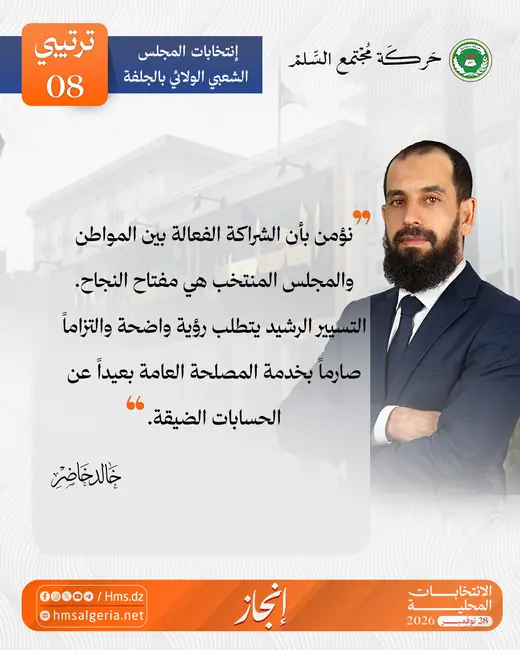 حركة مجتمع السلم
إنتخابات المجلس
الشعبي الولائي بالجلفة
ترتيبي
08
نؤمن بأن الشراكة الفعالة بين المواطن
والمجلس المنتخب هي مفتاح النجاح.
التسيير الرشيد يتطلب رؤية واضحة والتزاماً
صارماً بخدمة المصلحة العامة بعيداً عن
الحسابات الضيقة.
خالد خاضر
الانتخابات
المحلية
28 نوفمبر 2026
إنجاز
/ Hms.dz
hmsalgeria.net